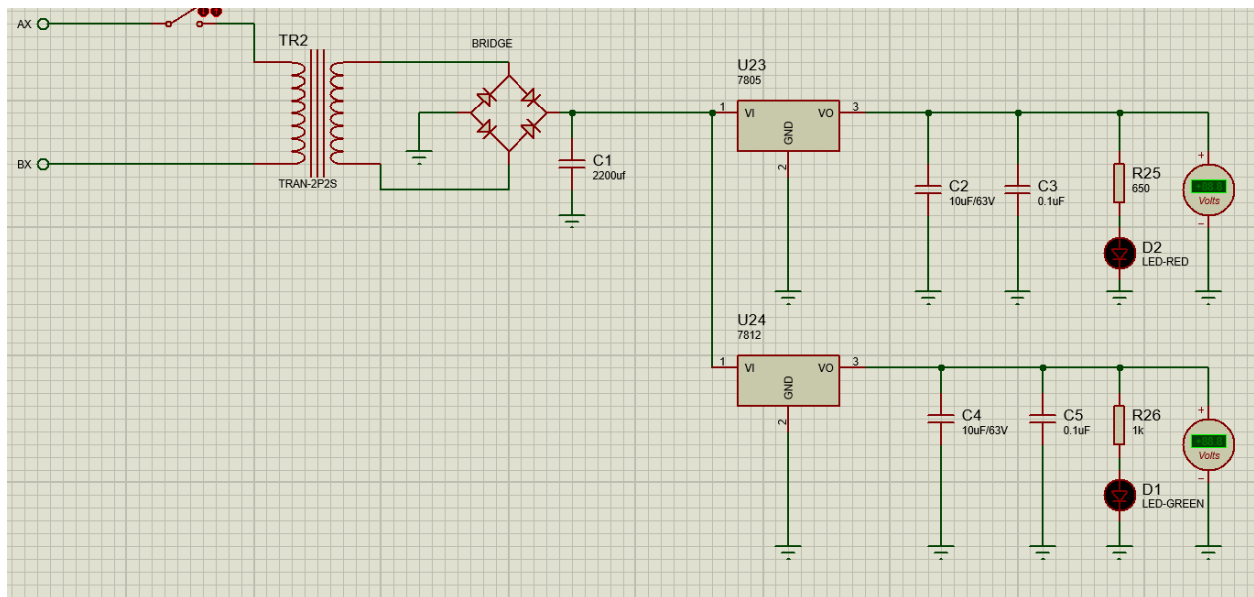 AX
TR2
BRIDGE
BX
TRAN-2P2S
C1
2200uf
U23
7805
1
VI
VO
3
GND
2
C2
10uF/63V
C3
0.1uF
R25
650
D2
LED-RED
+
Volts
U24
7812
1
VI
VO
3
GND
2
C4
10uF/63V
C5
0.1uF
R26
1k
D1
LED-GREEN
+
Volts